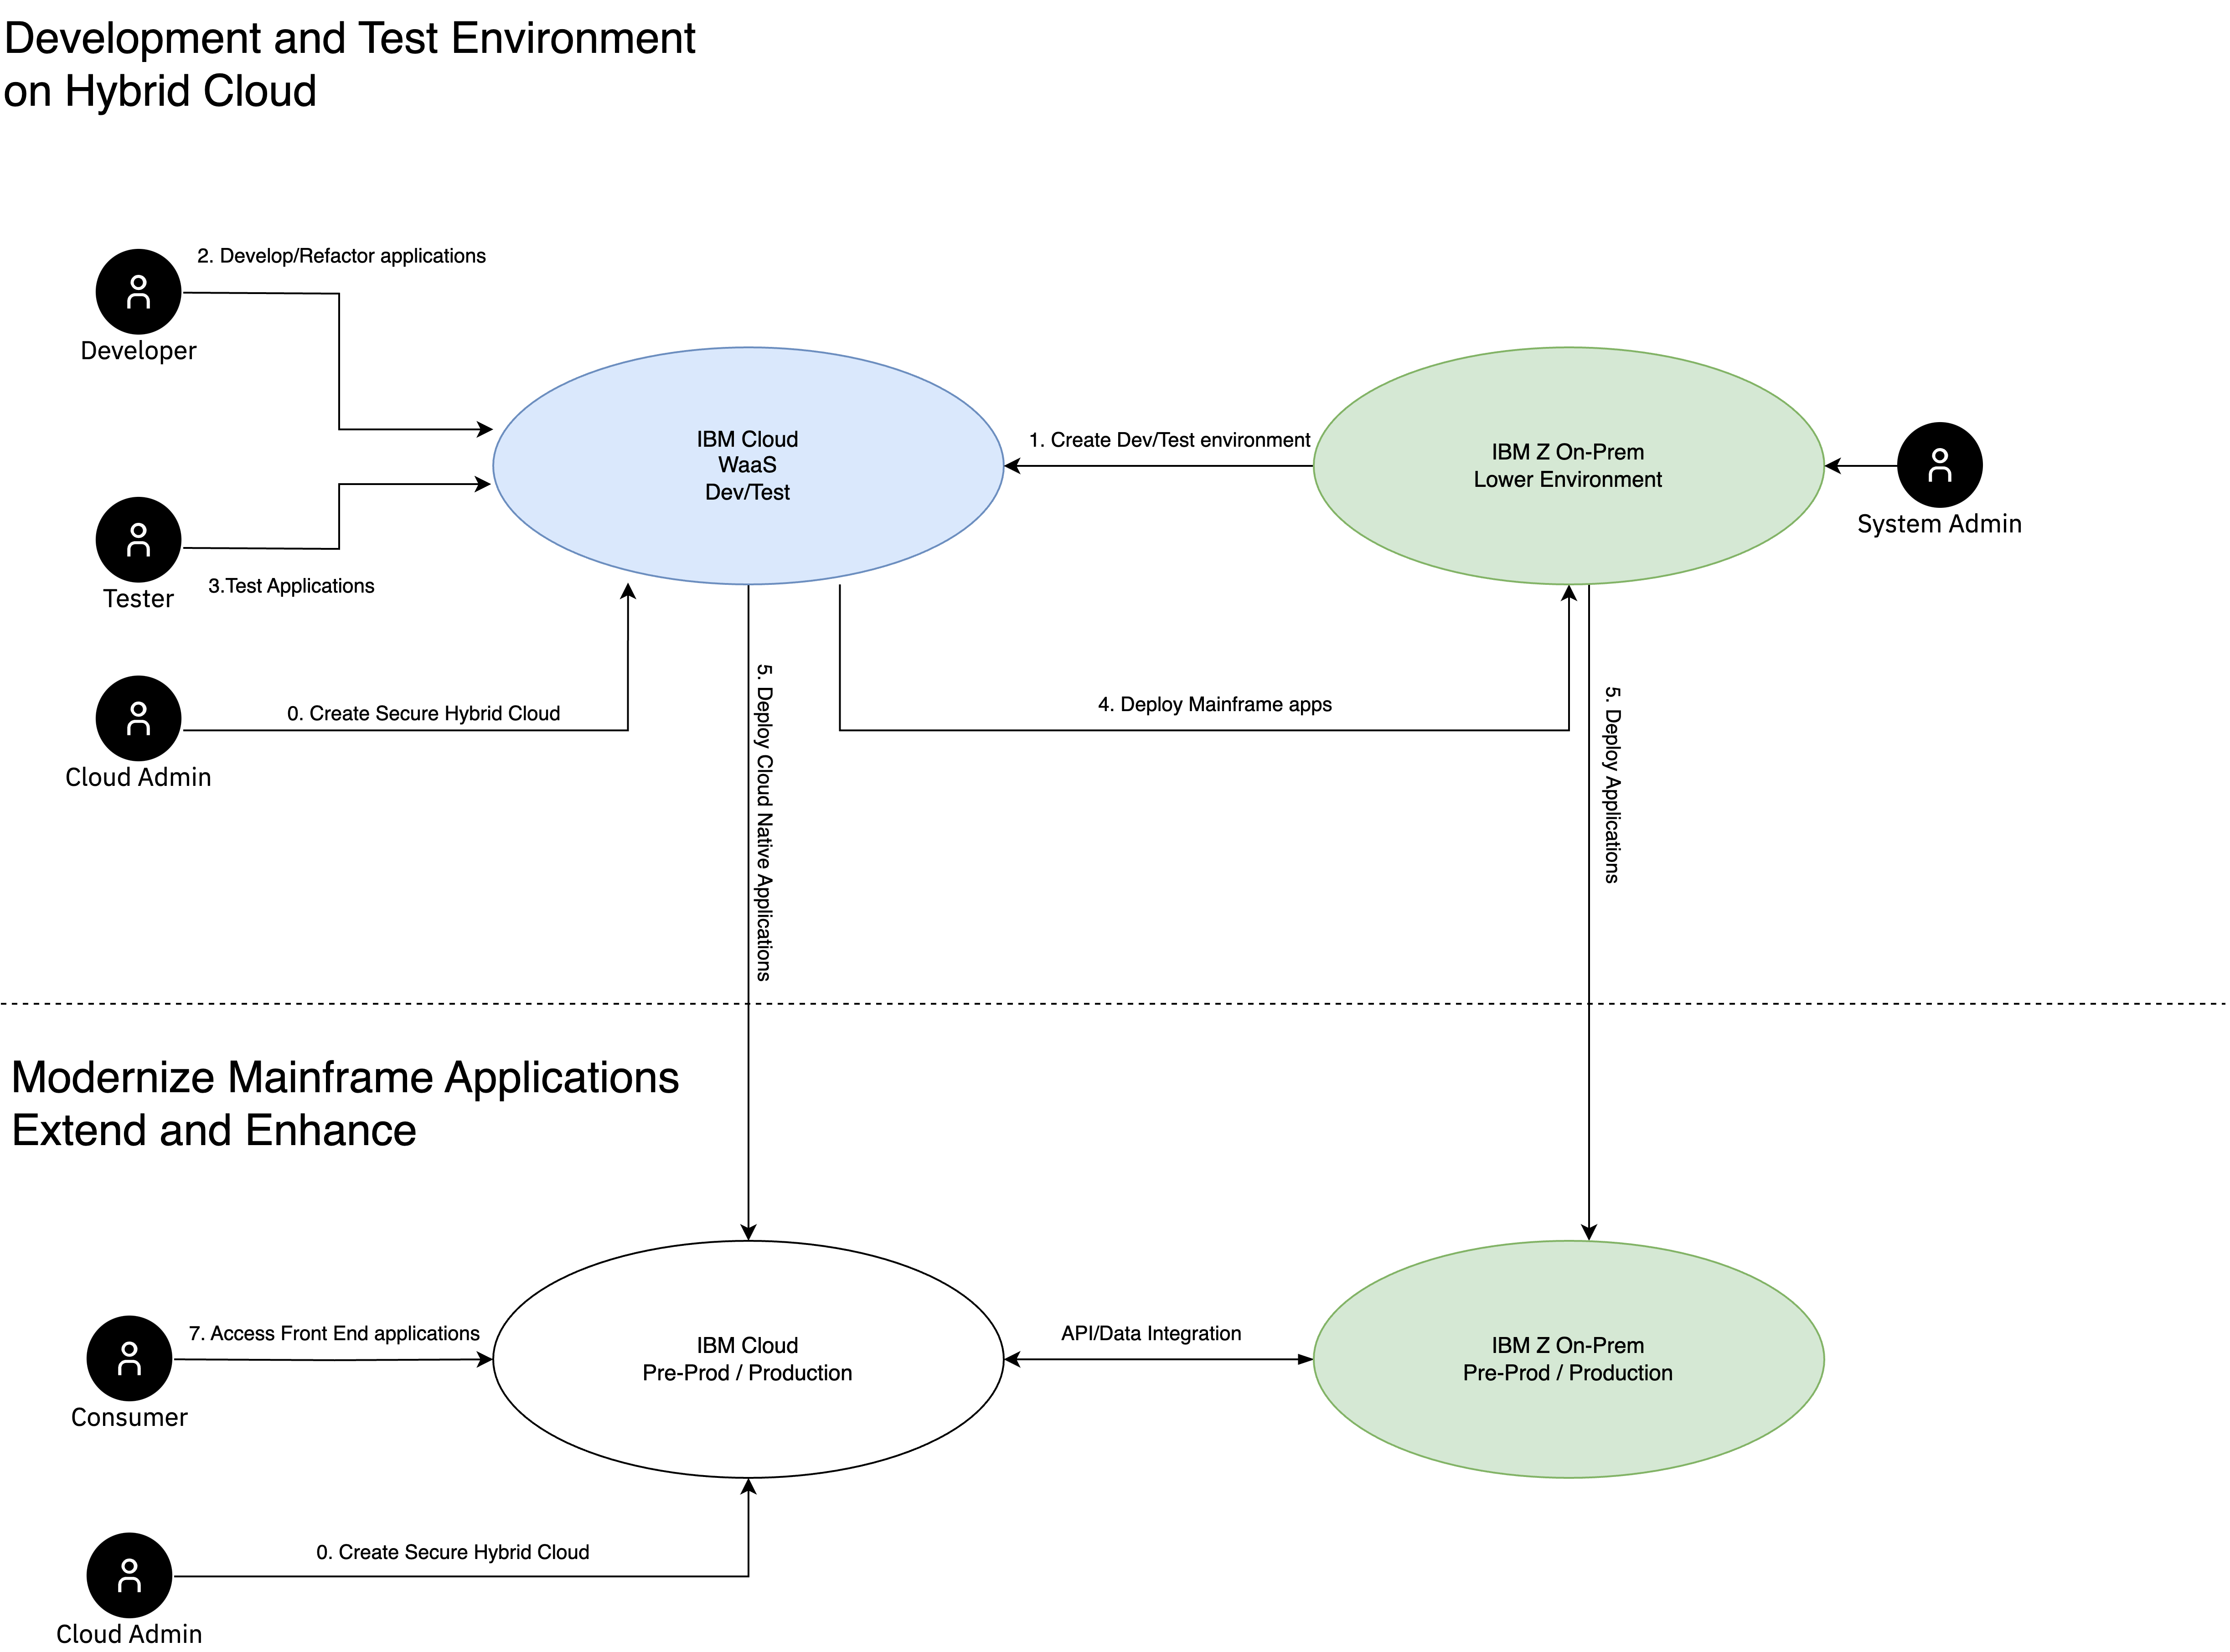 Development and Test Environment
on Hybrid Cloud
2. Develop/Refactor applications
Developer
IBM Cloud
WaaS
Dev/Test
1. Create Dev/Test environment
IBM Z On-Prem
Lower Environment
System Admin
Tester
3.Test Applications
0. Create Secure Hybrid Cloud
Cloud Admin
5. Deploy Cloud Native Applications
4. Deploy Mainframe apps
5. Deploy Applications
Modernize Mainframe Applications
Extend and Enhance
7. Access Front End applications
Consumer
IBM Cloud
Pre-Prod / Production
API/Data Integration
IBM Z On-Prem
Pre-Prod / Production
0. Create Secure Hybrid Cloud
Cloud Admin